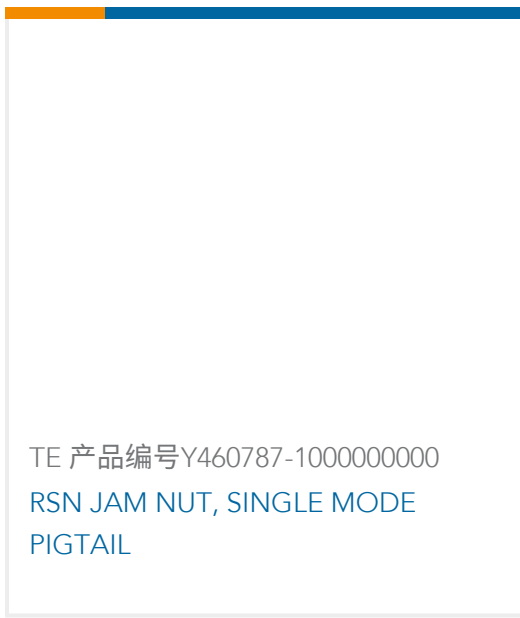 TE 产品编号Y460787-1000000000
RSN JAM NUT, SINGLE MODE
PIGTAIL